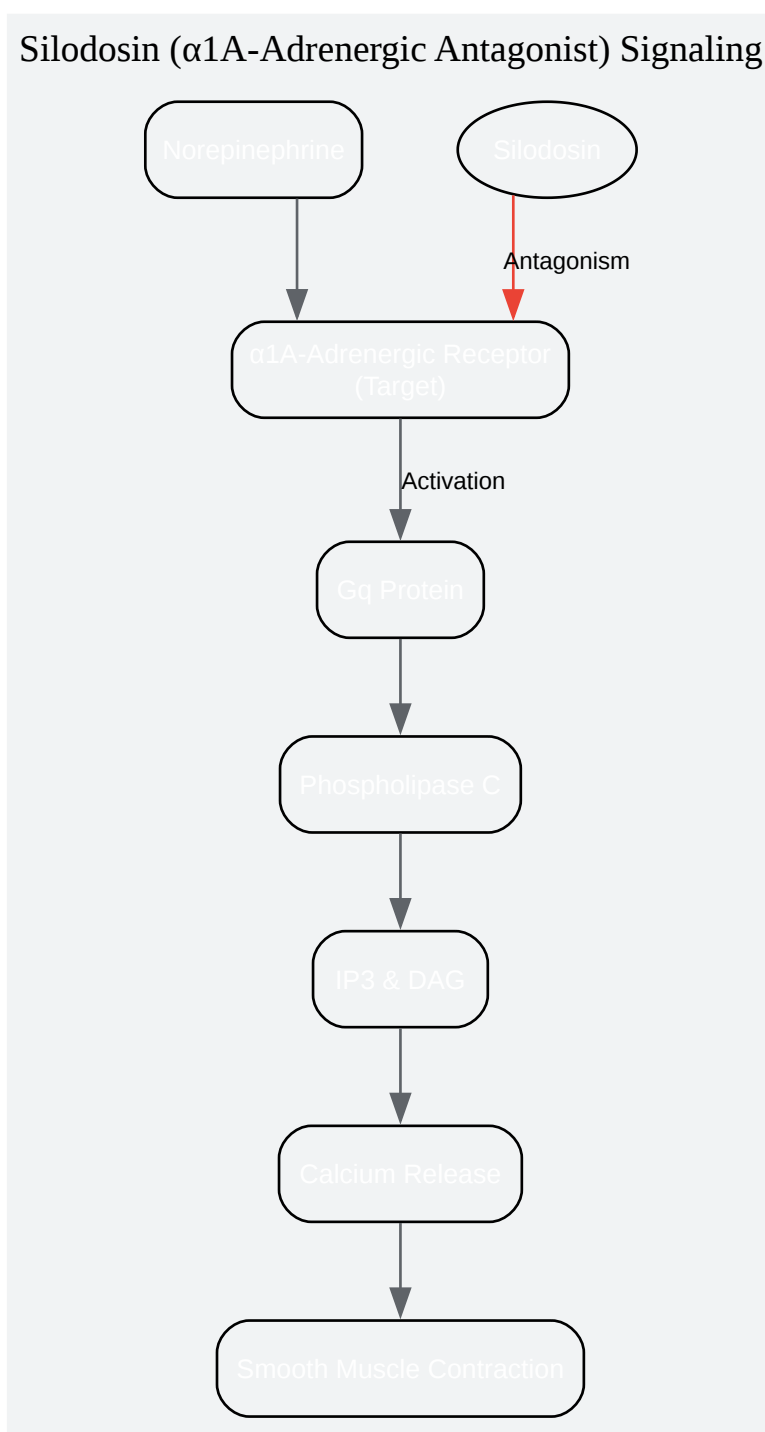 Silodosin (α1A-Adrenergic Antagonist) Signaling
Norepinephrine
Silodosin
Antagonism
α1A-Adrenergic Receptor
(Target)
Activation
Gq Protein
Phospholipase C
IP3 & DAG
Calcium Release
Smooth Muscle Contraction